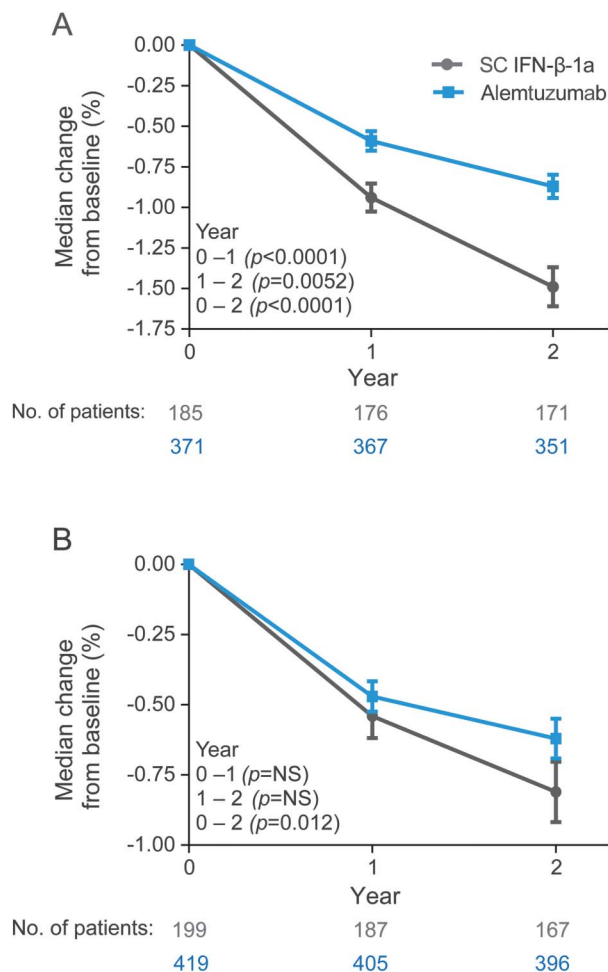 A
0.00
-0.25
-0.50
-0.75
-1.00
-1.25
-1.50
-1.75
Median change
from baseline (%)
SC IFN-β-1a
Alemtuzumab
Year
0 –1 (p<0.0001)
1 – 2 (p=0.0052)
0 – 2 (p<0.0001)
0 1 2
Year
No. of patients: 185 176 171
371 367 351
B
0.00
-0.25
-0.50
-0.75
-1.00
Median change
from baseline (%)
Year
0 –1 (p=NS)
1 – 2 (p=NS)
0 – 2 (p=0.012)
0 1 2
Year
No. of patients: 199 187 167
419 405 396